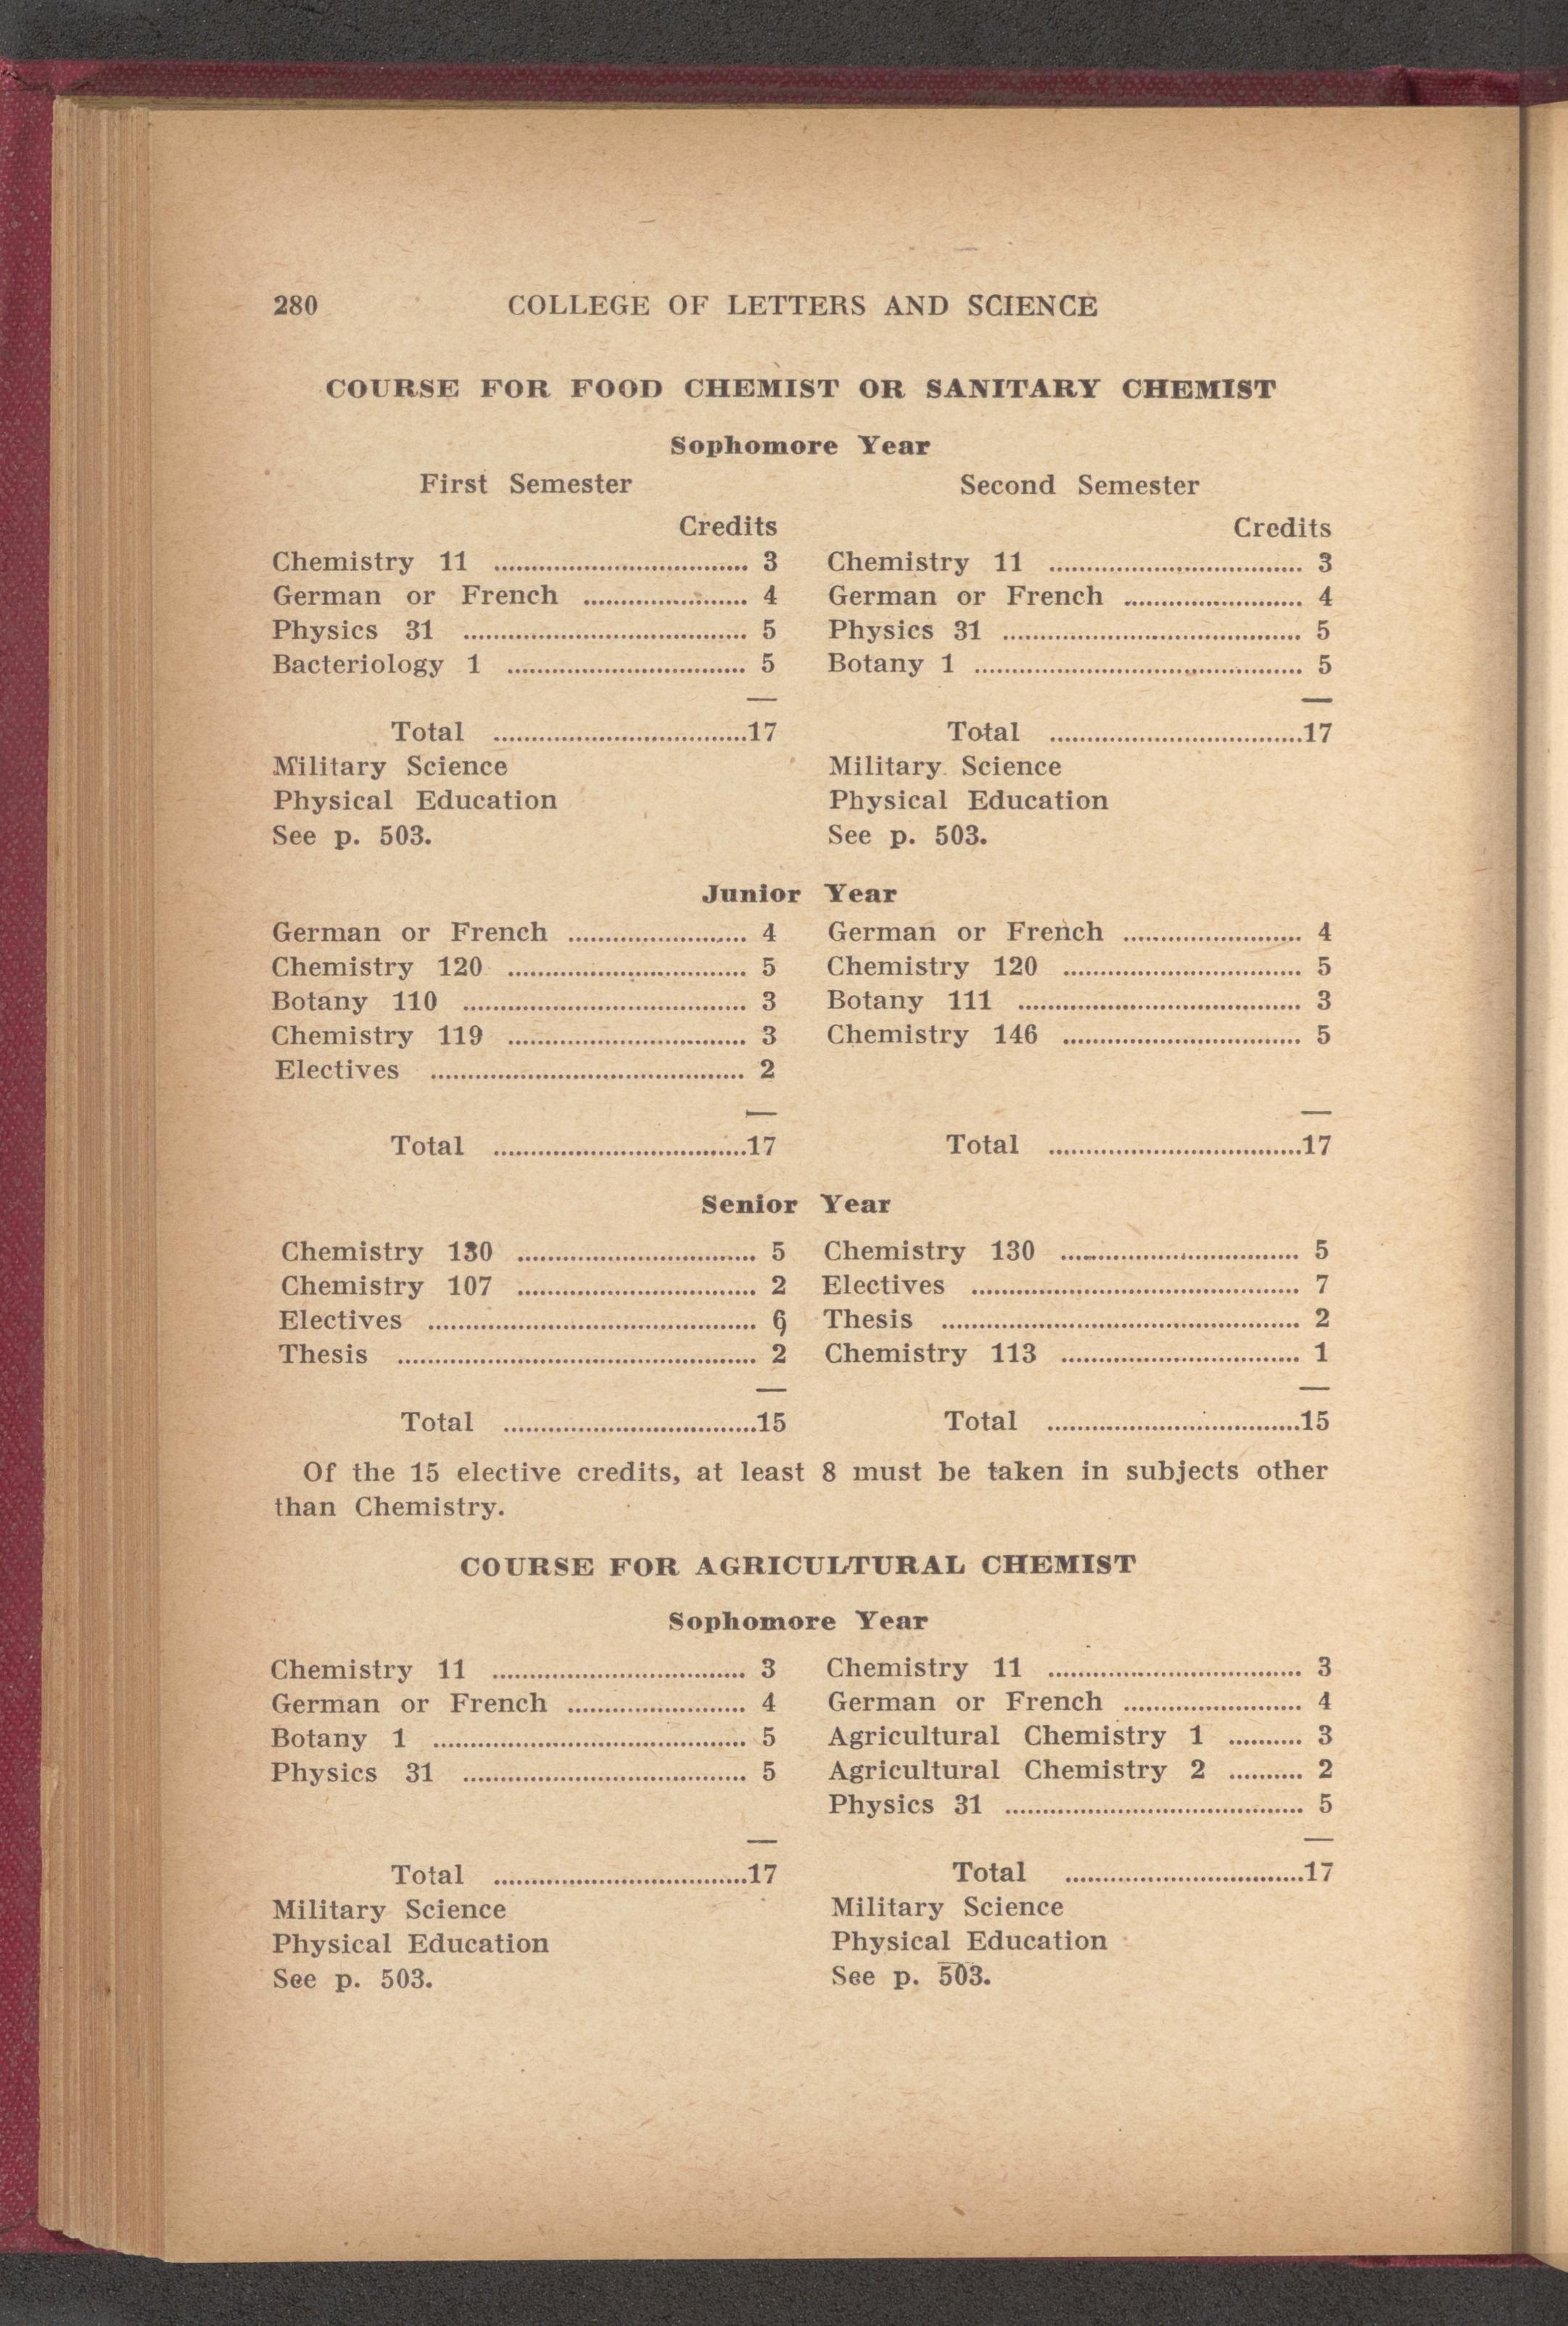 280 COLLEGE OF LETTERS AND SCIENCE
COURSE FOR FOOD CHEMIST OR SANITARY CHEMIST
Sophomore Year
First Semester Second Semester
Credits Credits
Chemistry 11 .................................. 3 Chemistry 11 .................................. 3
German or French ...................... 4 German or French ........................ 4
Physics 31 ...................................... 5 Physics 31 ........................................ 5
Bacteriology 1 ................................ 5 Botany 1 ............................................ 5
— —
Total ..................................17 Total ..................................17
Military Science Military Science
Physical Education Physical Education
See p. 503. See p. 503.
Junior Year
German or French ........................ 4 German or French ........................ 4
Chemistry 120 ................................ 5 Chemistry 120 ................................ 5
Botany 110 ...................................... 3 Botany 111 ...................................... 3
Chemistry 119 ................................ 3 Chemistry 146 ................................ 5
Electives .......................................... 2
— —
Total ..................................17 Total ..................................17
Senior Year
Chemistry 130 ................................ 5 Chemistry 130 ................................ 5
Chemistry 107 ................................ 2 Electives ............................................ 7
Electives ............................................ 6 Thesis ................................................ 2
Thesis ................................................ 2 Chemistry 113 ................................ 1
— —
Total ..................................15 Total ..................................15
Of the 15 elective credits, at least 8 must be taken in subjects other
than Chemistry.
COURSE FOR AGRICULTURAL CHEMIST
Sophomore Year
Chemistry 11 .................................. 3 Chemistry 11 .................................. 3
German or French ........................ 4 German or French ........................ 4
Botany 1 .......................................... 5 Agricultural Chemistry 1 .......... 3
Physics 31 ...................................... 5 Agricultural Chemistry 2 .......... 2
Physics 31 ........................................ 5
— —
Total ..................................17 Total ................................17
Military Science Military Science
Physical Education Physical Education
See p. 503. See p. 503.